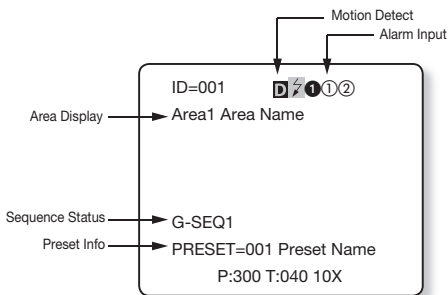 Motion Detect
Alarm Input
ID=001 D ❶①②
Area Display
Area1 Area Name
Sequence Status
G-SEQ1
Preset Info
PRESET=001 Preset Name
P:300 T:040 10X